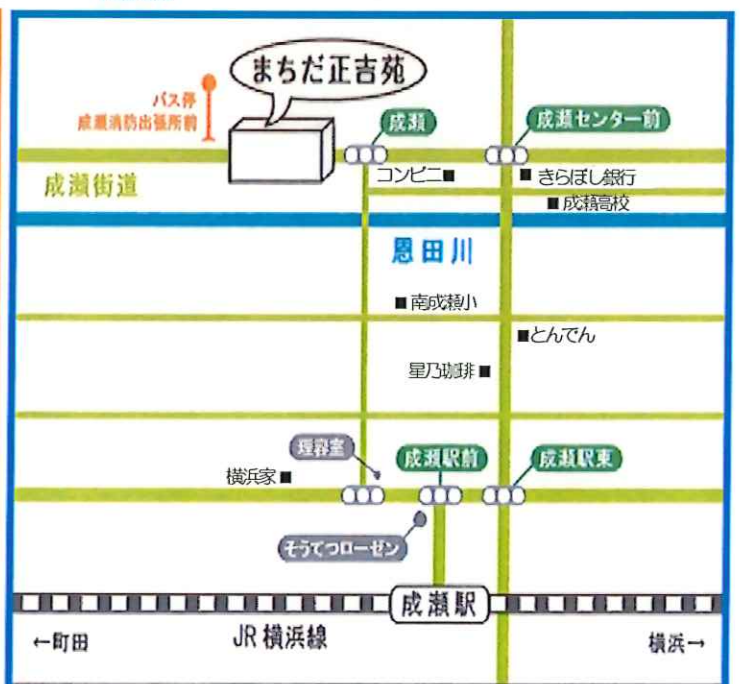 まちだ正吉苑
バス停
成瀬消防出張所前
成瀬
成瀬センター前
コンビニ■
■ きらぼし銀行
成瀬街道
■ 成瀬高校
恩田川
■ 南成瀬小
■とんでん
星乃珈琲 ■
理容室
成瀬駅前
成瀬駅東
横浜家 ■
そうてつローゼン
成瀬駅
←町田
JR 横浜線
横浜→